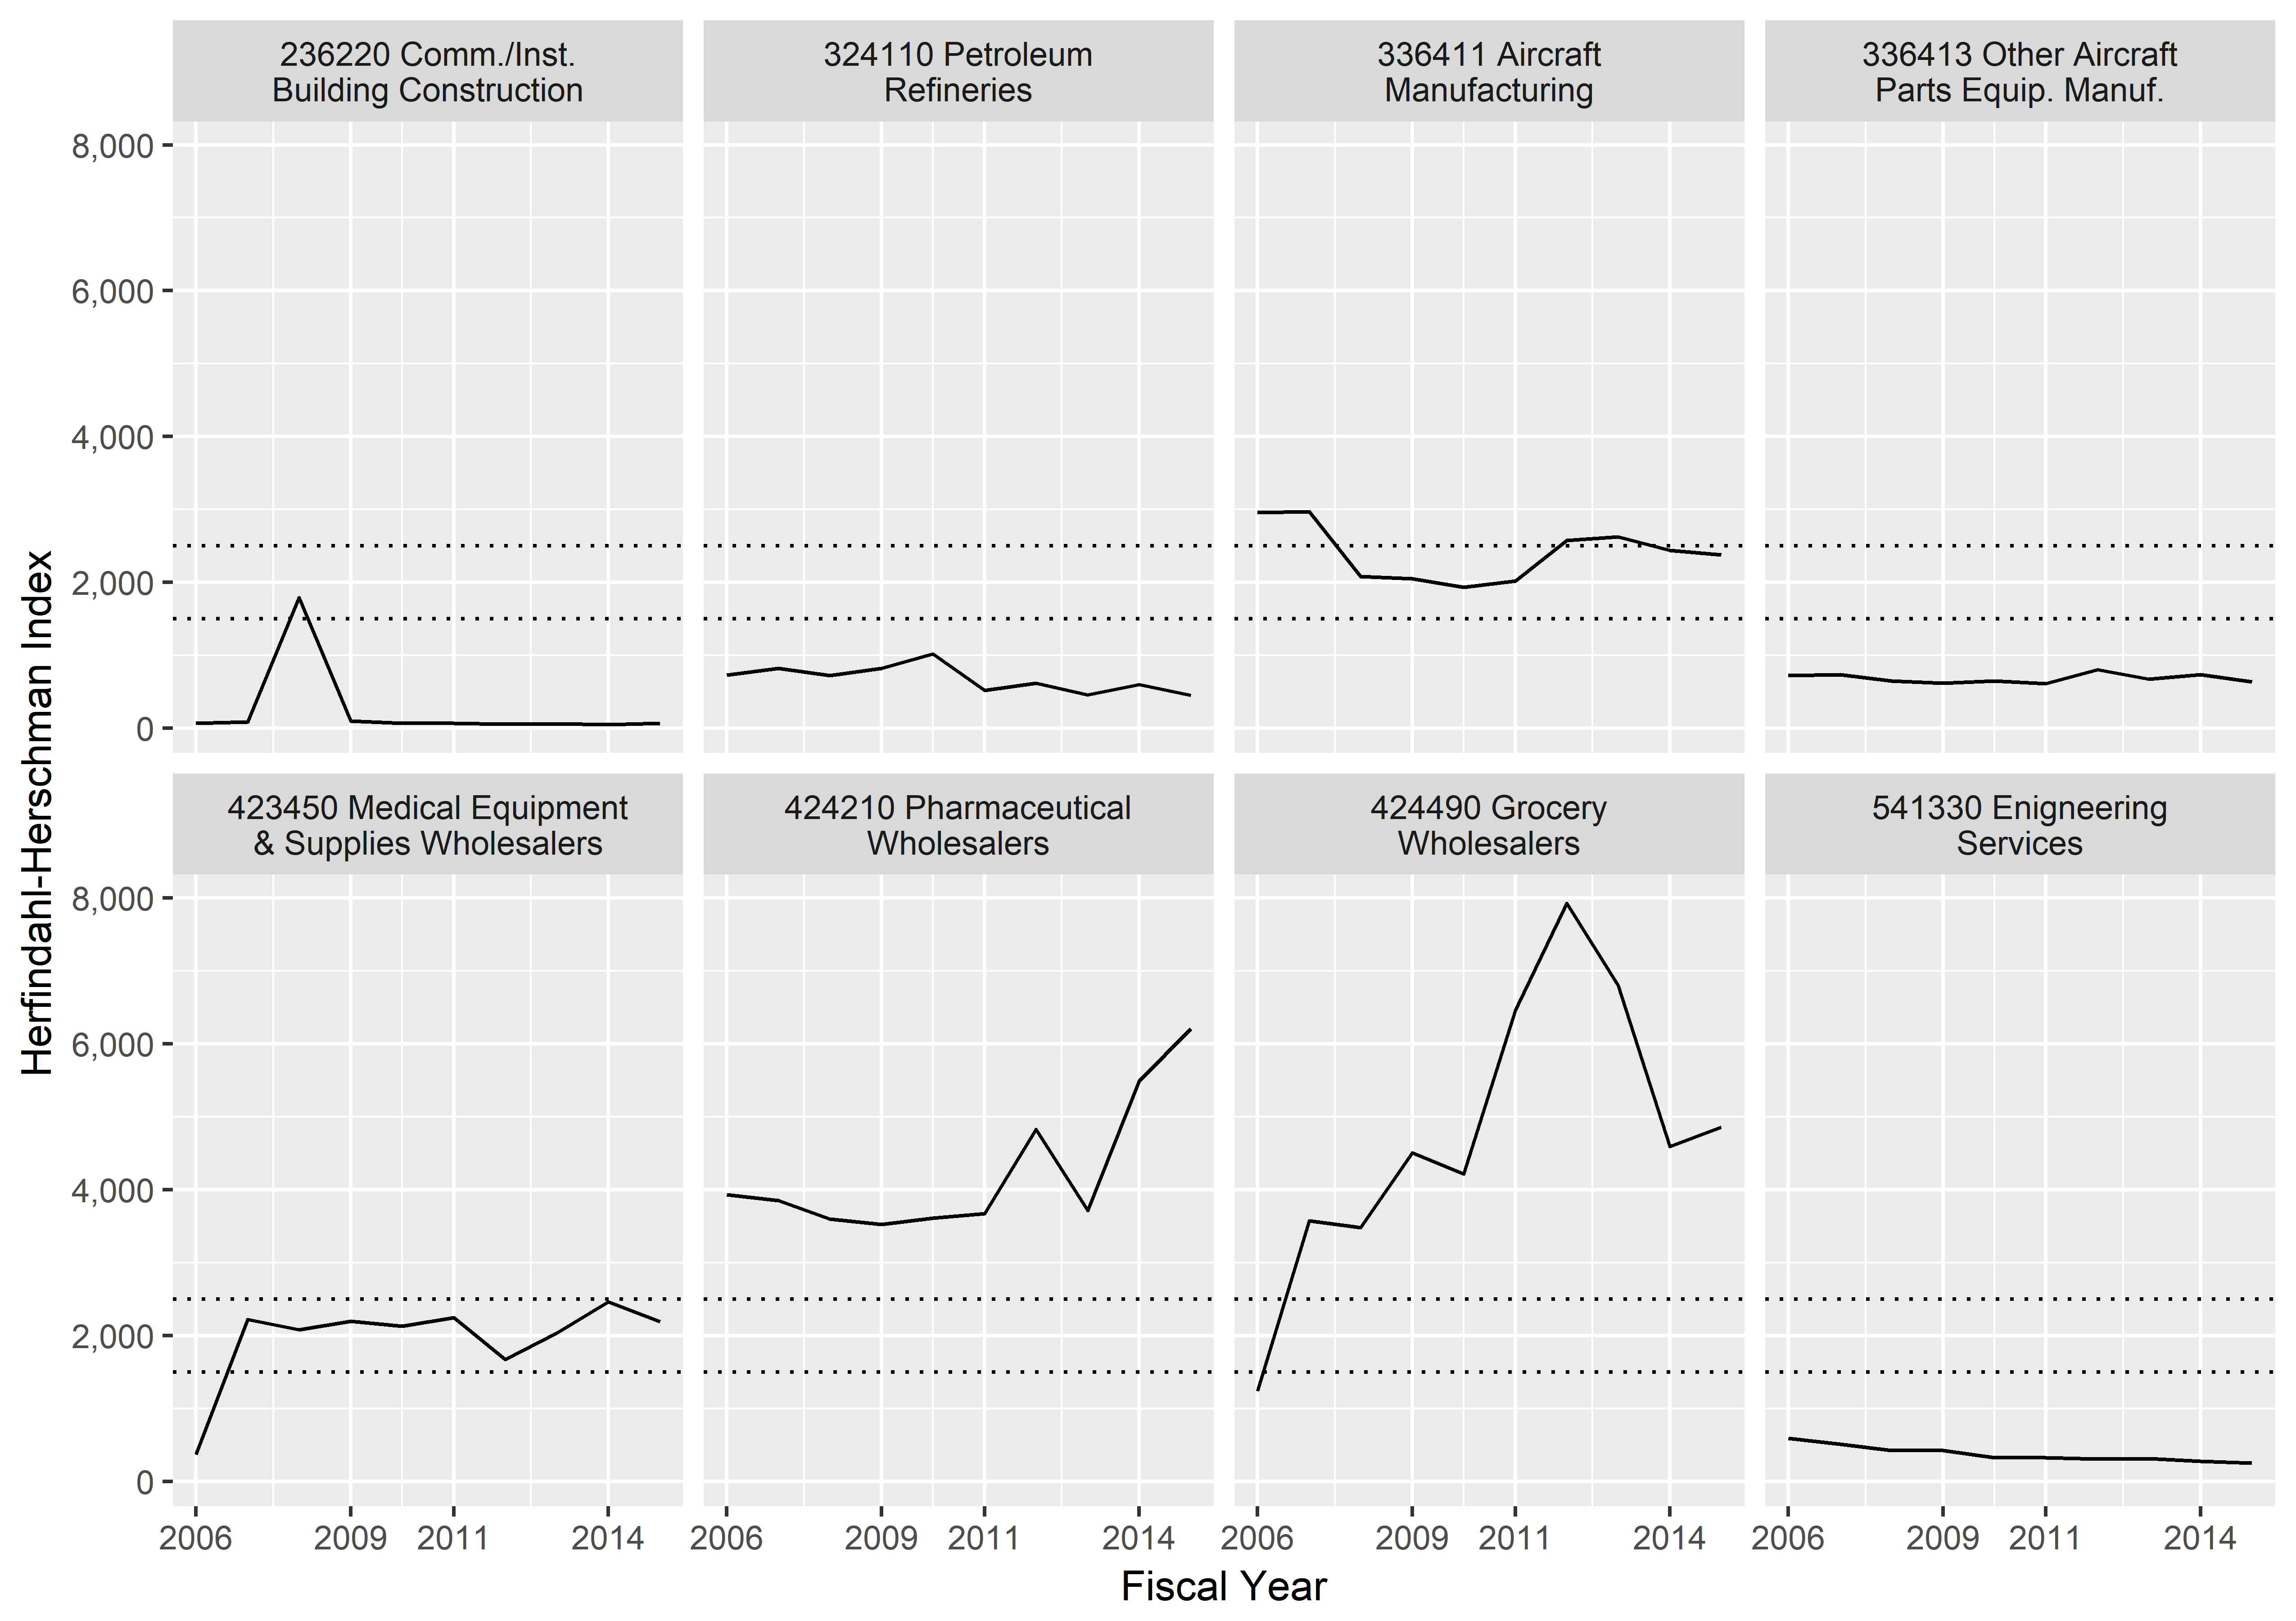 236220 Comm./Inst.
Building Construction
324110 Petroleum
Refineries
336411 Aircraft
Manufacturing
336413 Other Aircraft
Parts Equip. Manuf.
8,000
6,000
4,000
2,000
0
423450 Medical Equipment
& Supplies Wholesalers
424210 Pharmaceutical
Wholesalers
424490 Grocery
Wholesalers
541330 Enigneering
Services
8,000
6,000
4,000
2,000
0
2006 2009 2011 2014
2006 2009 2011 2014
2006 2009 2011 2014
2006 2009 2011 2014
Fiscal Year
Herfindahl-Herschman Index